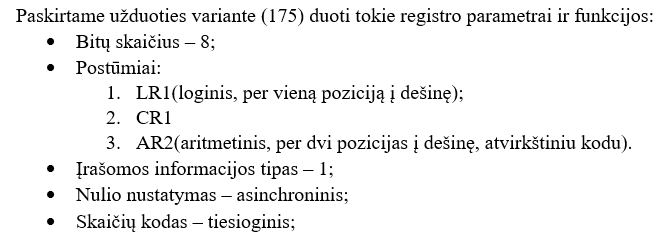 Paskirtame užduoties variante (175) duoti tokie registro parametrai ir funkcijos:
• Bitų skaičius – 8;
• Postūmiai:
1. LR1(loginis, per vieną poziciją į dešinę);
2. CR1
3. AR2(aritmetinis, per dvi pozicijas į dešinę, atvirkštiniu kodu).
• Įrašomos informacijos tipas – 1;
• Nulio nustatymas – asinchroninis;
• Skaičių kodas – tiesioginis;